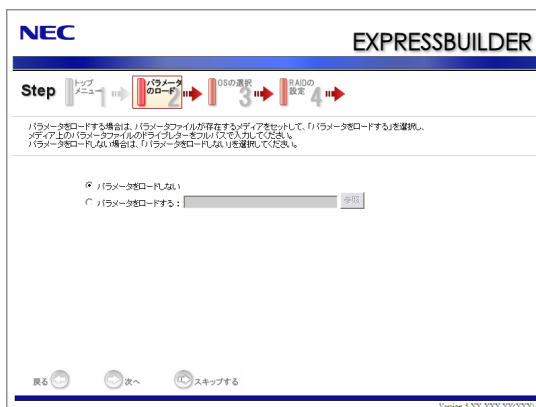 NEC
EXPRESSBUILDER
Step
トップ
メニュー 1
パラメータ
のロード 2
OSの選択 3
RAIDの
設定 4
パラメータをロードする場合は、パラメータファイルが存在するメディアをセットして、「パラメータをロードする」を選択し、
メディア上のパラメータファイルのドライブレターをフルパスで入力してください。
パラメータをロードしない場合は、「パラメータをロードしない」を選択してください。
パラメータをロードしない
パラメータをロードする： 参照
戻る 次へ スキップする
Version 5.YY-XXX.YY(YYY)